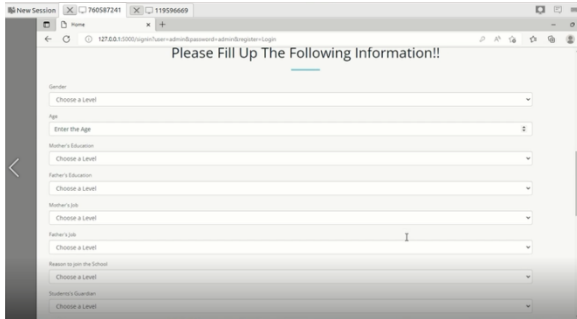 New Session 760587241 119596669
Home
127.0.0.1:5000/signin?user=admin&password=admin&register=Login
Please Fill Up The Following Information!!
Gender
Choose a Level
Age
Enter the Age
Mother's Education
Choose a Level
Father's Education
Choose a Level
Mother's Job
Choose a Level
Father's Job
Choose a Level
Reason to join the School
Choose a Level
Students's Guardian
Choose a Level